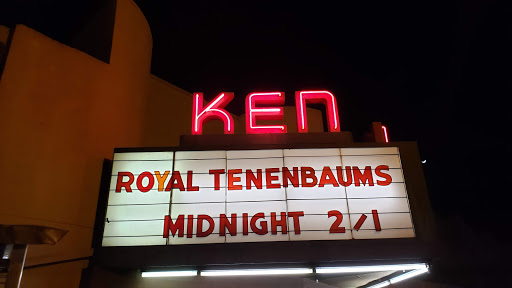 KEN
ROYAL TENENBAUMS
MIDNIGHT 2/1